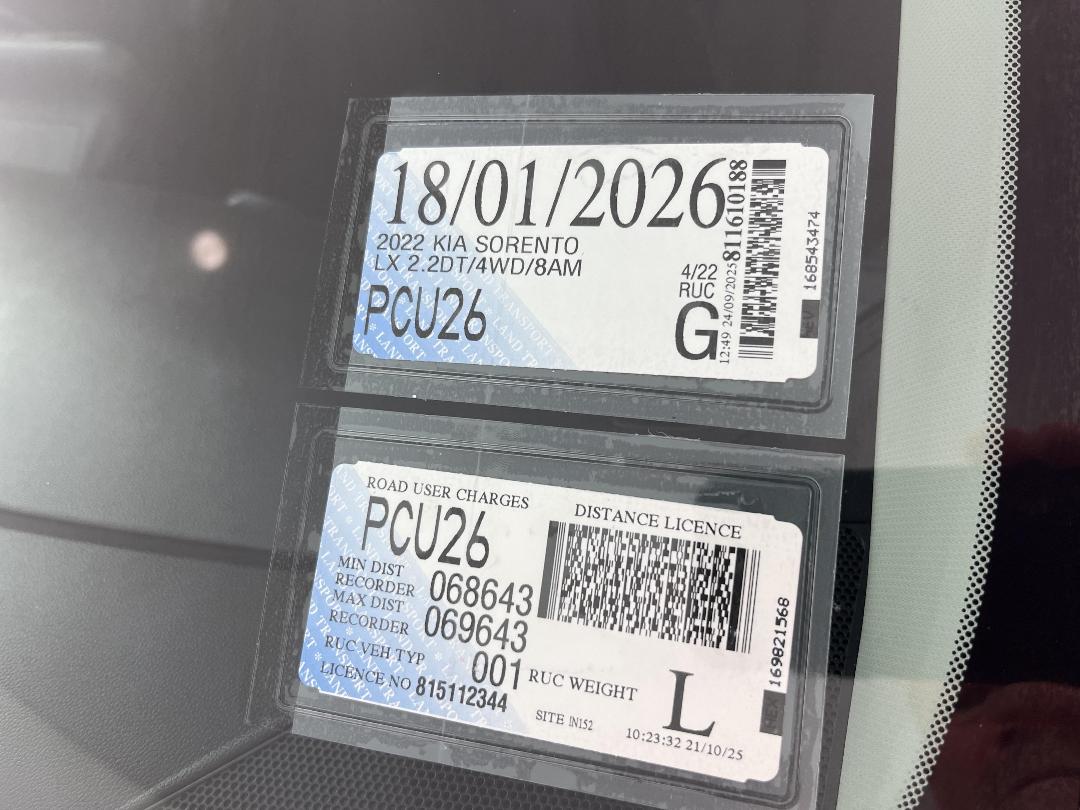 18/01/2026
2022 KIA SORENTO
LX 2.2DT/4WD/8AM
PCU26
4/22
RUC
G
12:49 24/09/2025
811610188
168543474
ROAD USER CHARGES
DISTANCE LICENCE
PCU26
MIN DIST
RECORDER 068643
MAX DIST
RECORDER 069643
RUC VEH TYP 001
RUC WEIGHT L
LICENCE NO 815112344
SITE IN152
10:23:32 21/10/25
169821568